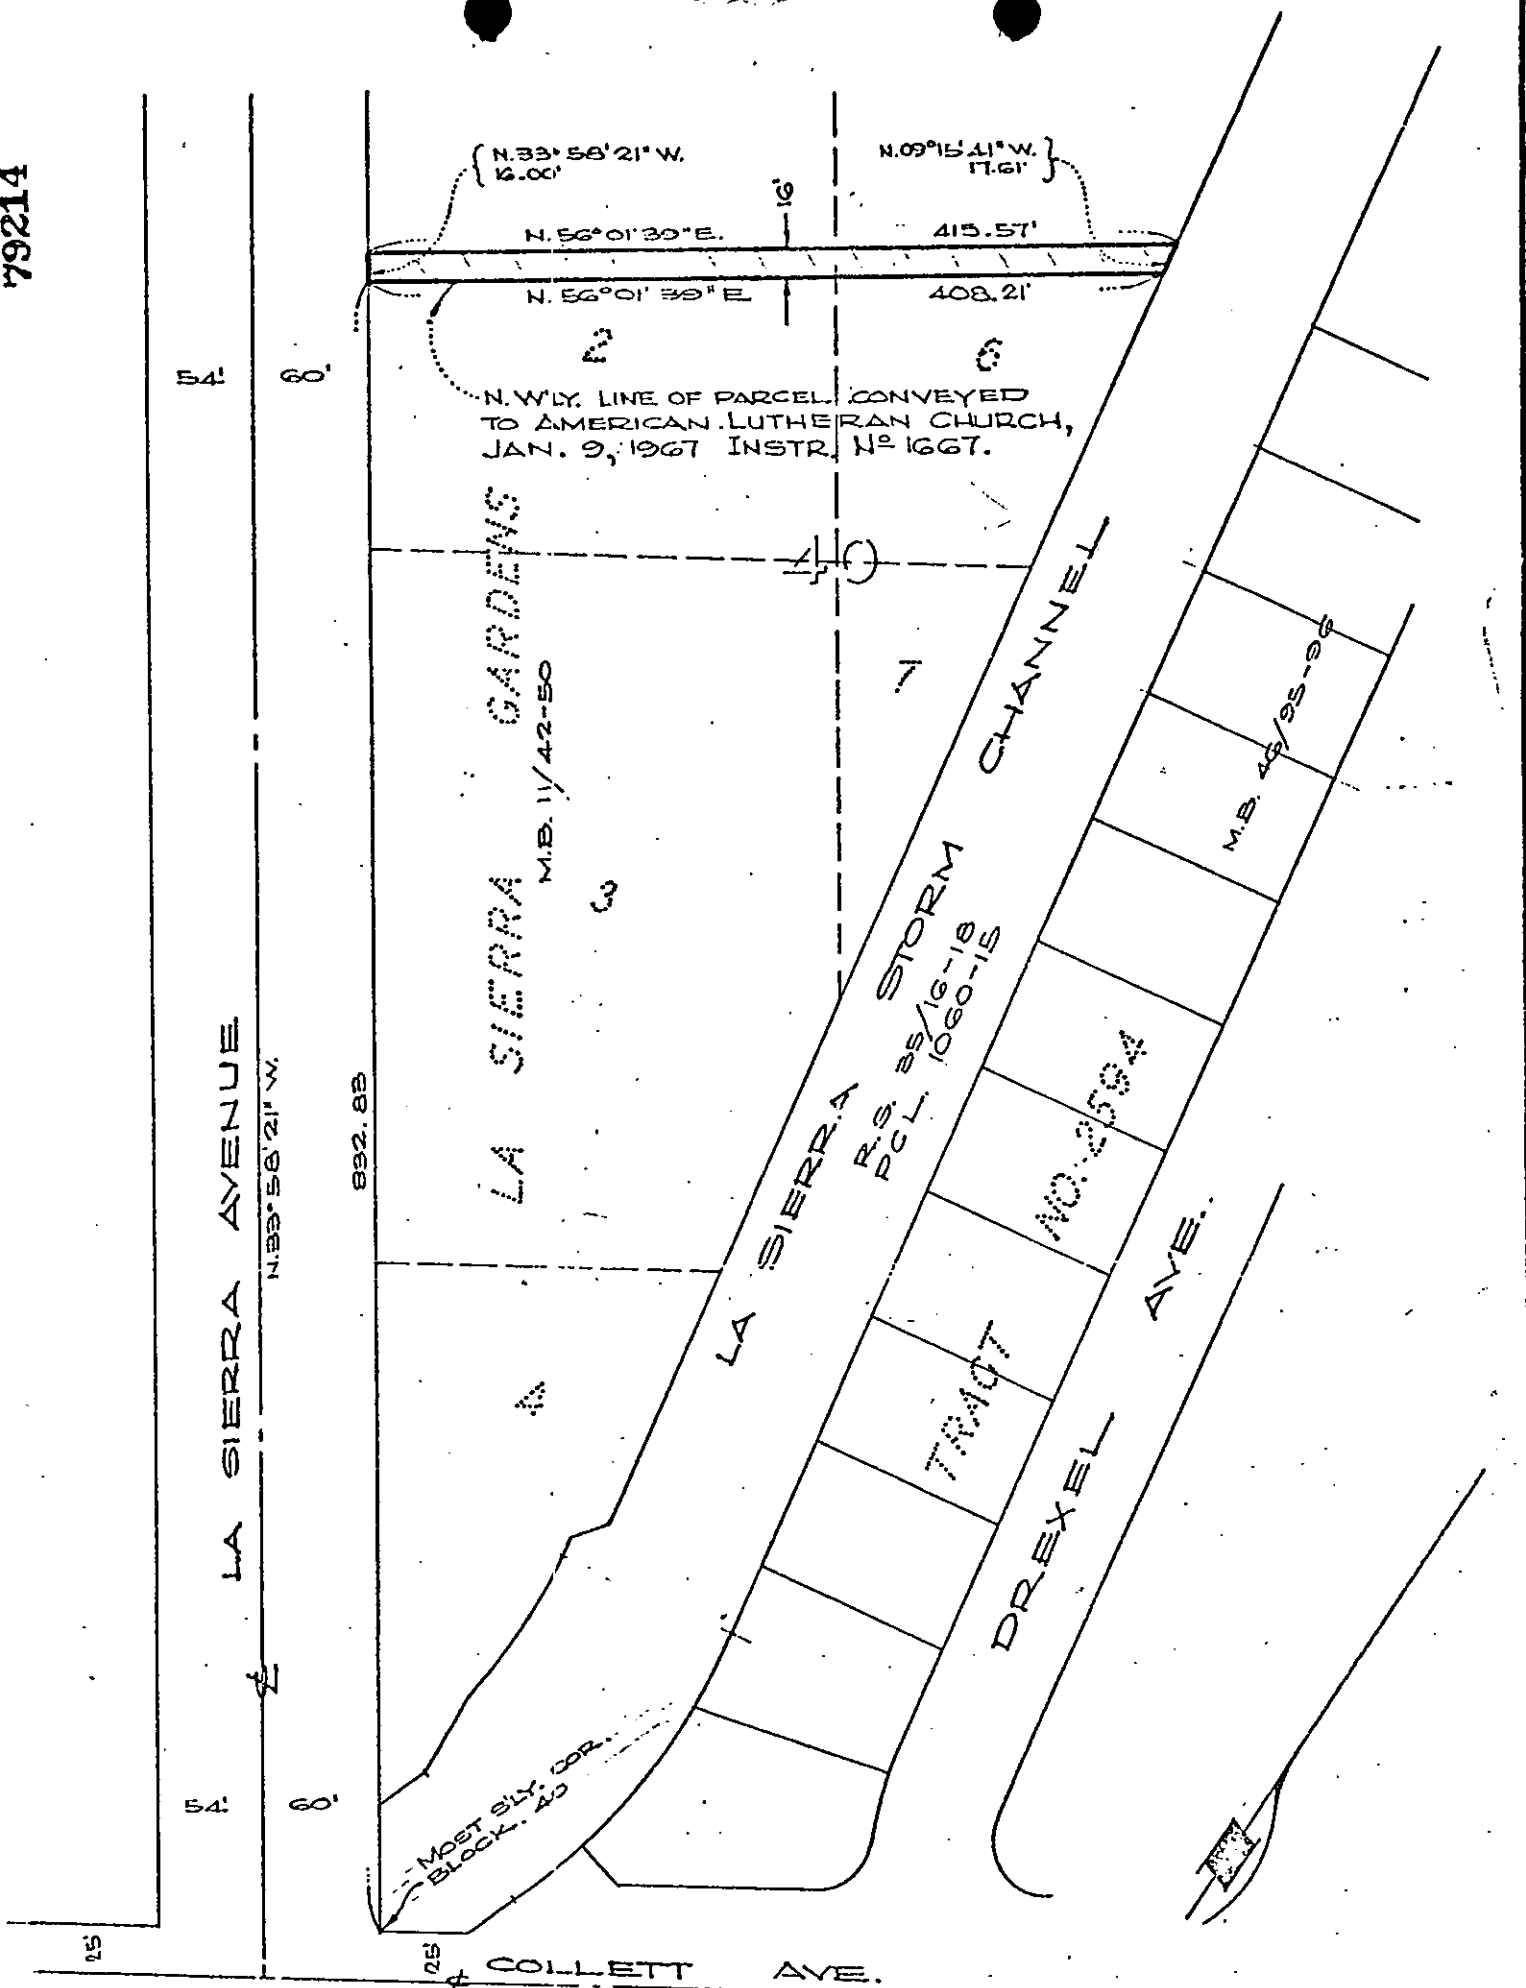 79214
{ N.33°58'21" W.
16.00'
N.09°15'41" W. }
17.61'
16'
N. 56°01'39" E.
415.57'
N. 56°01'39" E
408.21'
2
6
54'
60'
N.W'LY. LINE OF PARCEL CONVEYED
TO AMERICAN LUTHERAN CHURCH,
JAN. 9, 1967 INSTR. Nº 1667.
40
7
3
4
LA SIERRA GARDENS
M.B. 11/42-50
LA SIERRA STORM CHANNEL
R.S. 35/16-18
PCL. 1060-15
M.B. 46/95-96
TRACT NO. 2594
LA SIERRA AVENUE
N.33°58'21" W.
832.83
DREXEL AVE.
54'
60'
MOST S'LY. COR.
BLOCK. 40
25'
25'
COLLETT AVE.